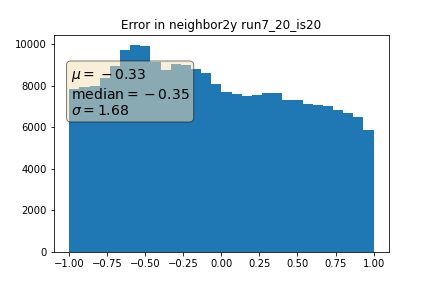 Error in neighbor2y run7_20_is20
10000
8000
6000
4000
2000
0
μ = −0.33
median = −0.35
σ = 1.68
−1.00 −0.75 −0.50 −0.25 0.00 0.25 0.50 0.75 1.00